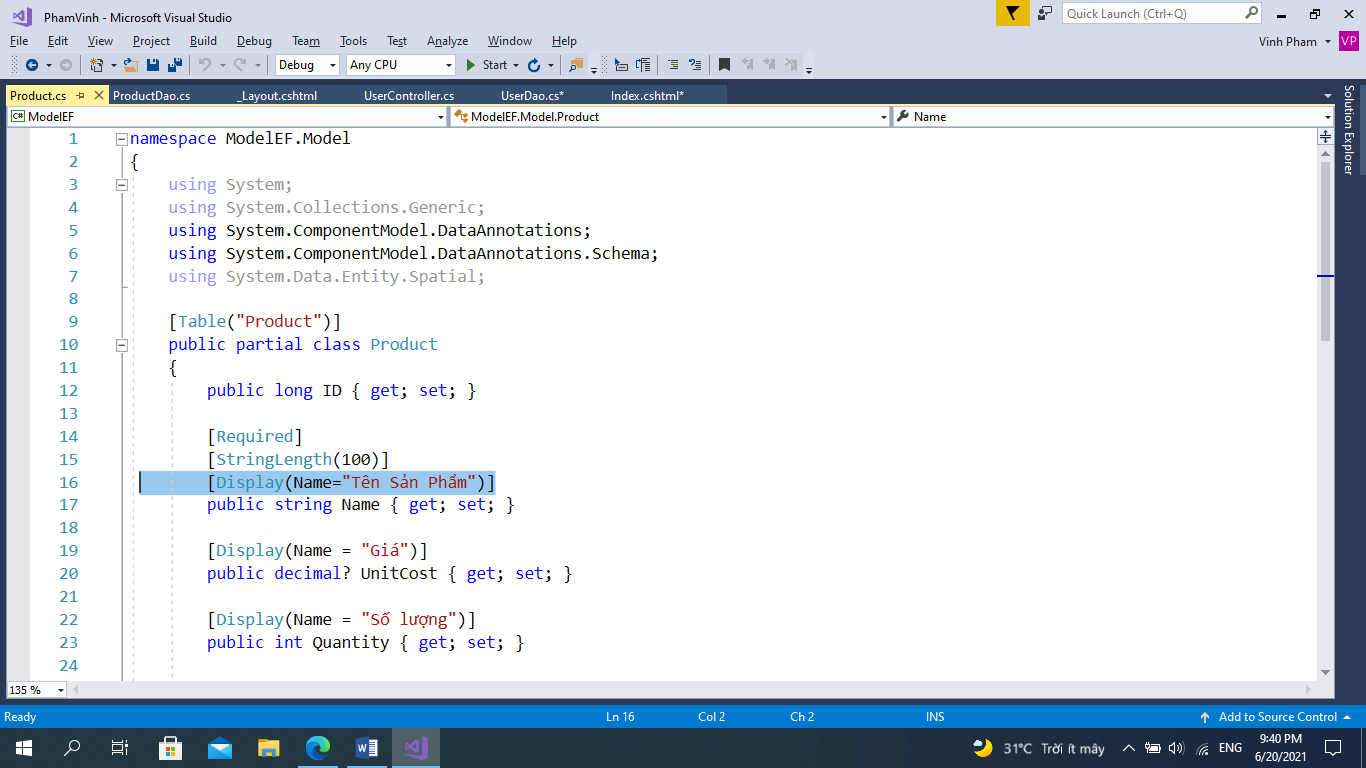 PhamVinh - Microsoft Visual Studio
Quick Launch (Ctrl+Q)
File Edit View Project Build Debug Team Tools Test Analyze Window Help
Vinh Pham VP
Debug Any CPU Start
Product.cs ProductDao.cs _Layout.cshtml UserController.cs UserDao.cs* Index.cshtml*
Solution Explorer
C# ModelEF ModelEF.Model.Product Name
1 namespace ModelEF.Model
2 {
3 using System;
4 using System.Collections.Generic;
5 using System.ComponentModel.DataAnnotations;
6 using System.ComponentModel.DataAnnotations.Schema;
7 using System.Data.Entity.Spatial;
8
9 [Table("Product")]
10 public partial class Product
11 {
12 public long ID { get; set; }
13
14 [Required]
15 [StringLength(100)]
16 [Display(Name="Tên Sản Phẩm")]
17 public string Name { get; set; }
18
19 [Display(Name = "Giá")]
20 public decimal? UnitCost { get; set; }
21
22 [Display(Name = "Số lượng")]
23 public int Quantity { get; set; }
24
135 %
Ready Ln 16 Col 2 Ch 2 INS Add to Source Control
31°C Trời ít mây ENG 9:40 PM
6/20/2021